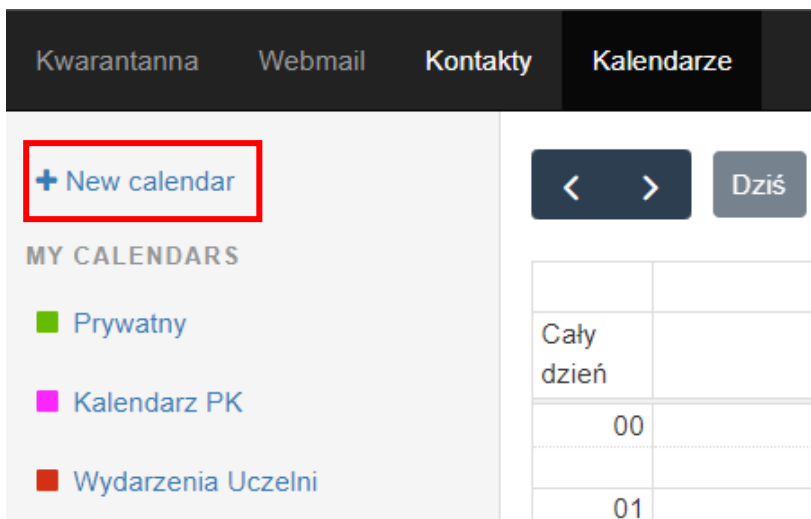 Kwarantanna Webmail Kontakty Kalendarze
+ New calendar
MY CALENDARS
Prywatny
Kalendarz PK
Wydarzenia Uczelni
< > Dziś
Cały
dzień
00
01